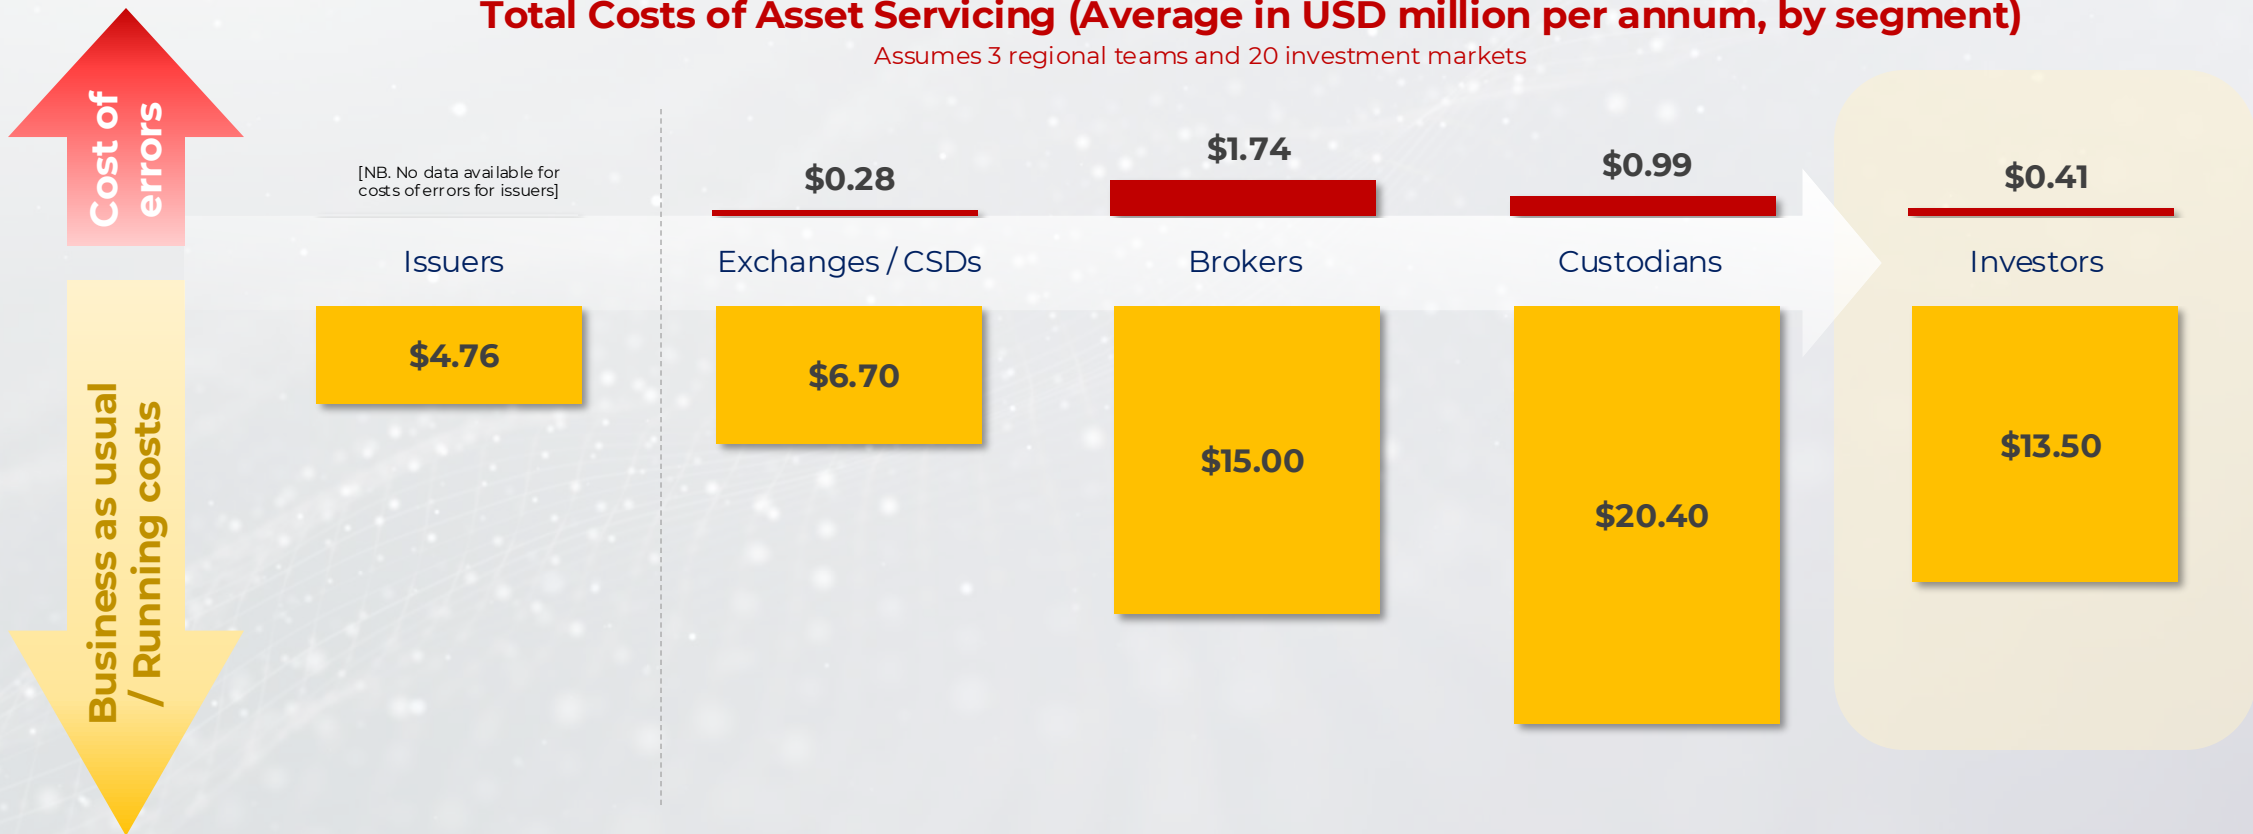 Total Costs of Asset Servicing (Average in USD million per annum, by segment)
Assumes 3 regional teams and 20 investment markets
Cost of
errors
[NB. No data available for
costs of errors for issuers]
$0.28
$1.74
$0.99
$0.41
Issuers
Exchanges / CSDs
Brokers
Custodians
Investors
Business as usual
/ Running costs
$4.76
$6.70
$15.00
$20.40
$13.50